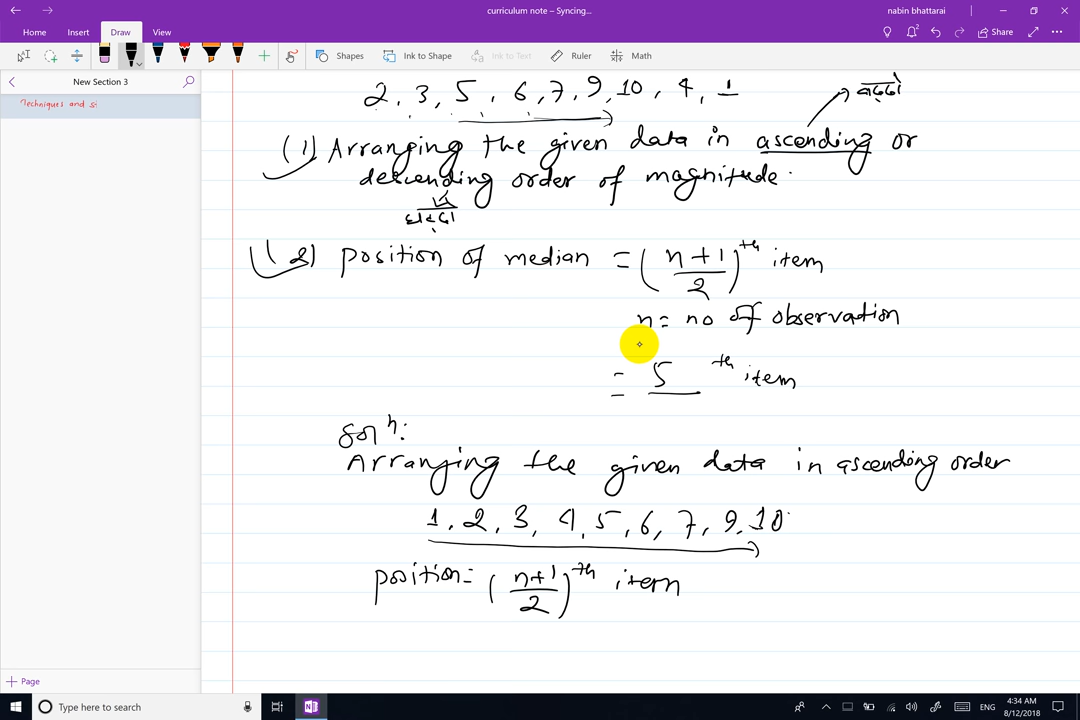 curriculum note – Syncing...
nabin bhattarai
Home Insert Draw View
Share
Shapes
Ink to Shape
Ink to Text
Ruler
Math
New Section 3
Techniques and
2, 3, 5, 6, 7, 9, 10, 4, 1
(1) Arranging the given data in ascending or
descending order of magnitude.
(2) position of median = (n+1/2)th item
n = no of observation
= 5 th item
Solⁿ:
Arranging the given data in ascending order
1, 2, 3, 4, 5, 6, 7, 9, 10
position = (n+1/2)th item
+ Page
Type here to search
ENG
4:34 AM
8/12/2018